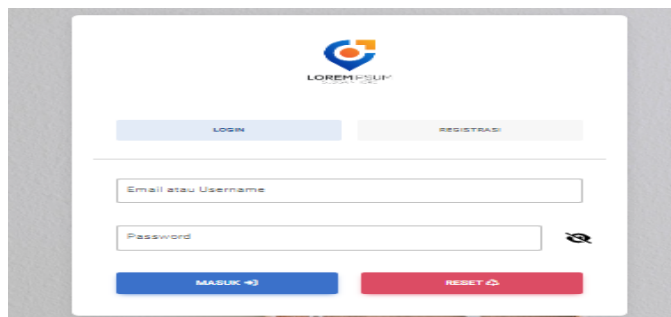 LOREM IPSUM
LOGIN REGISTRASI
Email atau Username
Password
MASUK RESET